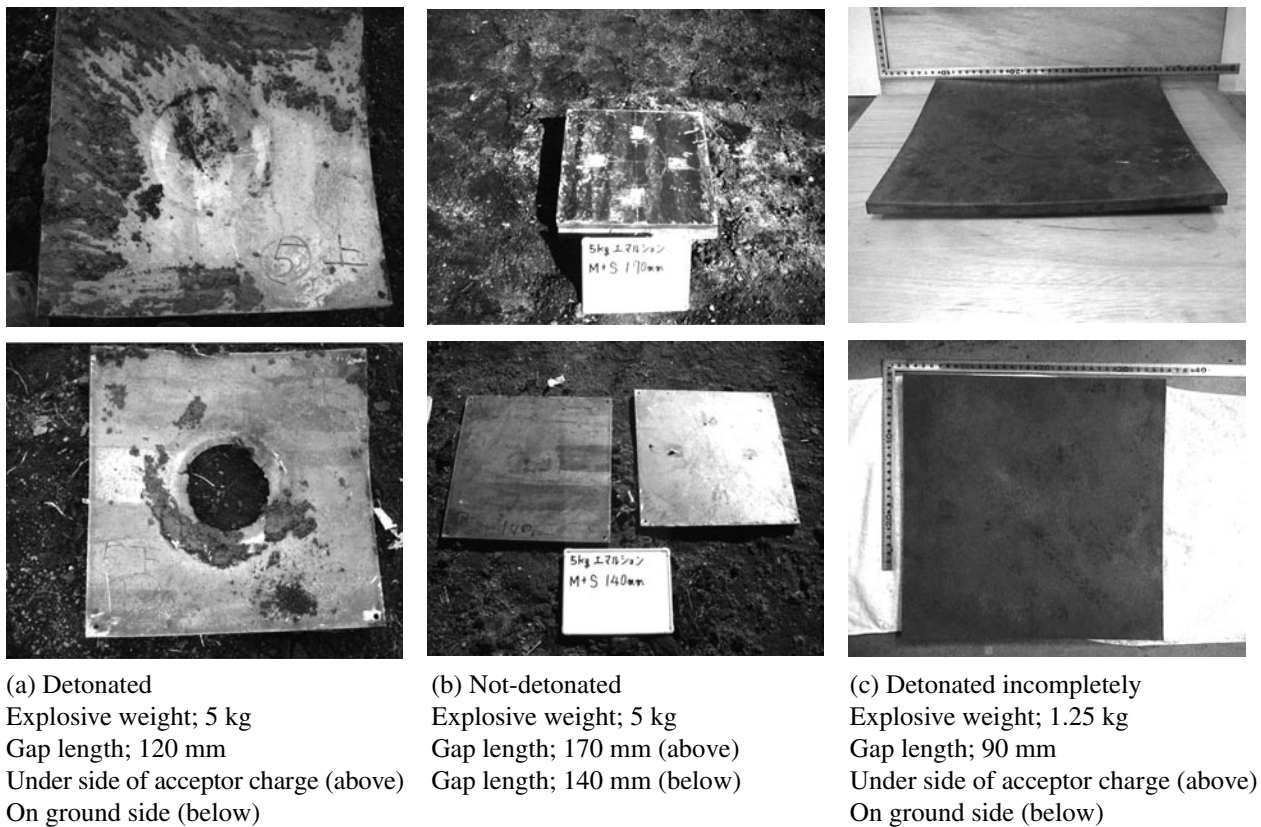 ⑤ 上
5kg エマルション
M+S 170mm
5kg エマルション
M+S 140mm
(a) Detonated
Explosive weight; 5 kg
Gap length; 120 mm
Under side of acceptor charge (above)
On ground side (below)
(b) Not-detonated
Explosive weight; 5 kg
Gap length; 170 mm (above)
Gap length; 140 mm (below)
(c) Detonated incompletely
Explosive weight; 1.25 kg
Gap length; 90 mm
Under side of acceptor charge (above)
On ground side (below)